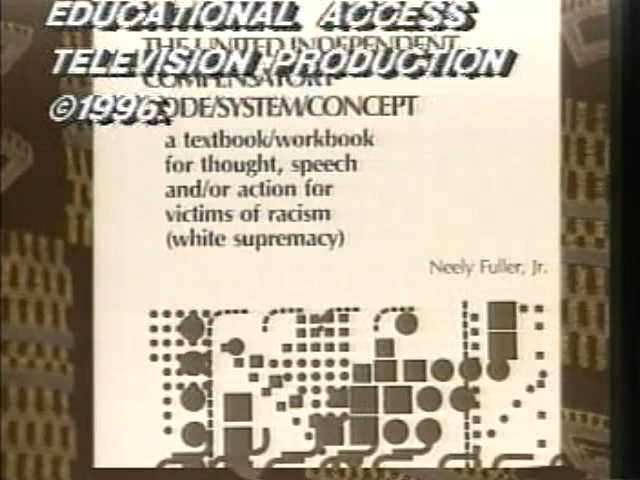 EDUCATIONAL ACCESS
THE UNITED INDEPENDENT
TELEVISION PRODUCTION
COMPENSATORY
©1996
CODE/SYSTEM/CONCEPT
a textbook/workbook
for thought, speech
and/or action for
victims of racism
(white supremacy)
Neely Fuller, Jr.